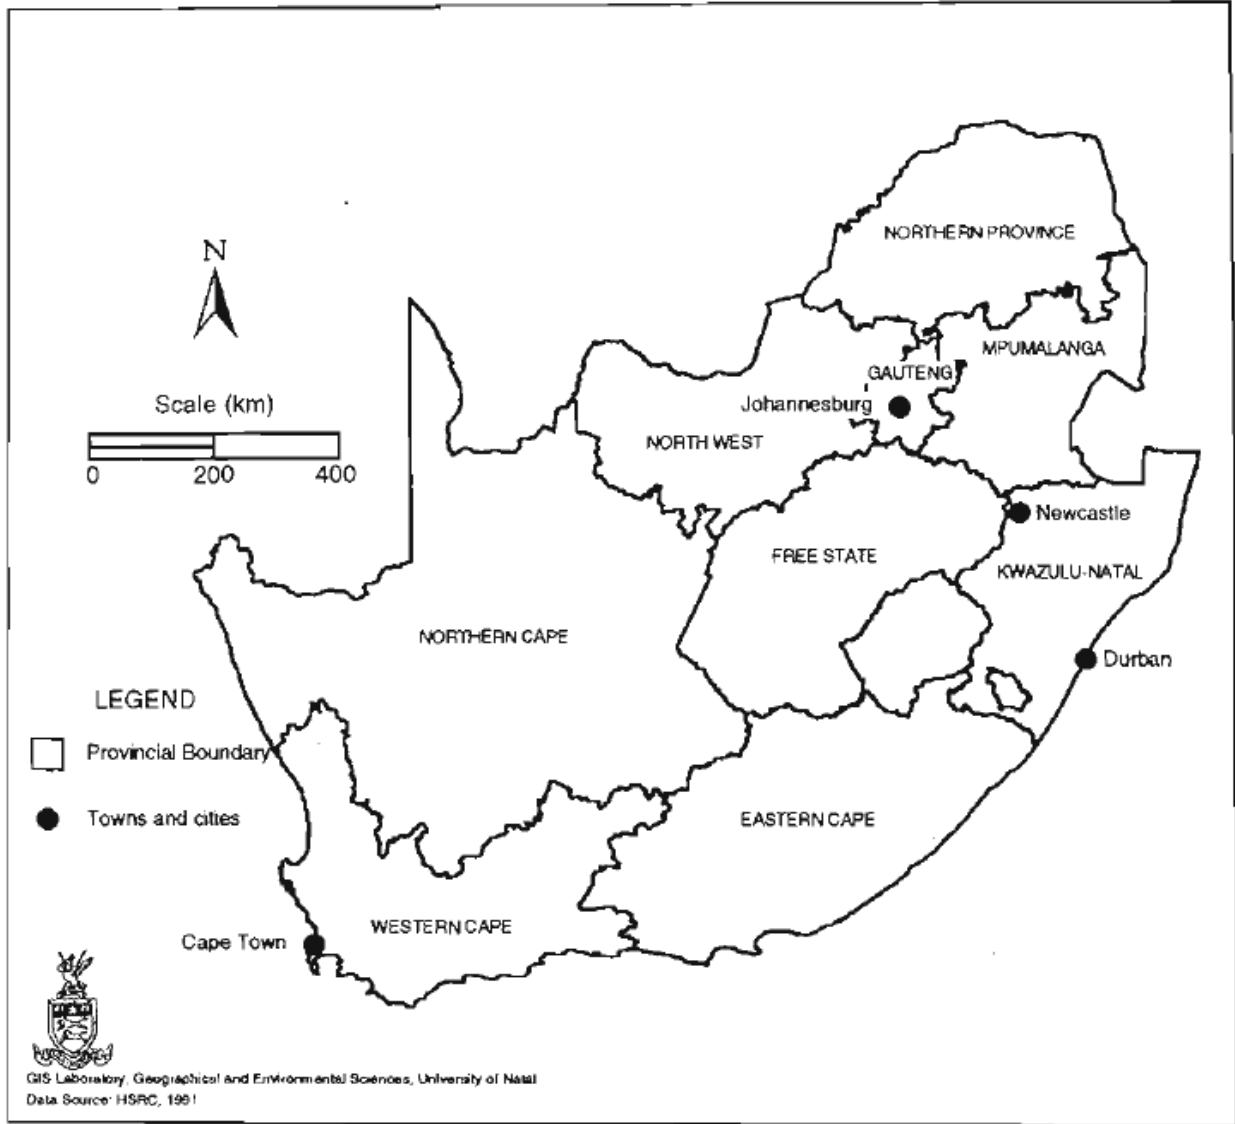 N
NORTHERN PROVINCE
MPUMALANGA
GAUTENG
Scale (km)
Johannesburg
NORTH WEST
0 200 400
Newcastle
FREE STATE
KWAZULU-NATAL
NORTHERN CAPE
Durban
LEGEND
Provincial Boundary
Towns and cities
EASTERN CAPE
WESTERN CAPE
Cape Town
GIS Laboratory, Geographical and Environmental Sciences, University of Natal
Data Source: HSRC, 1991